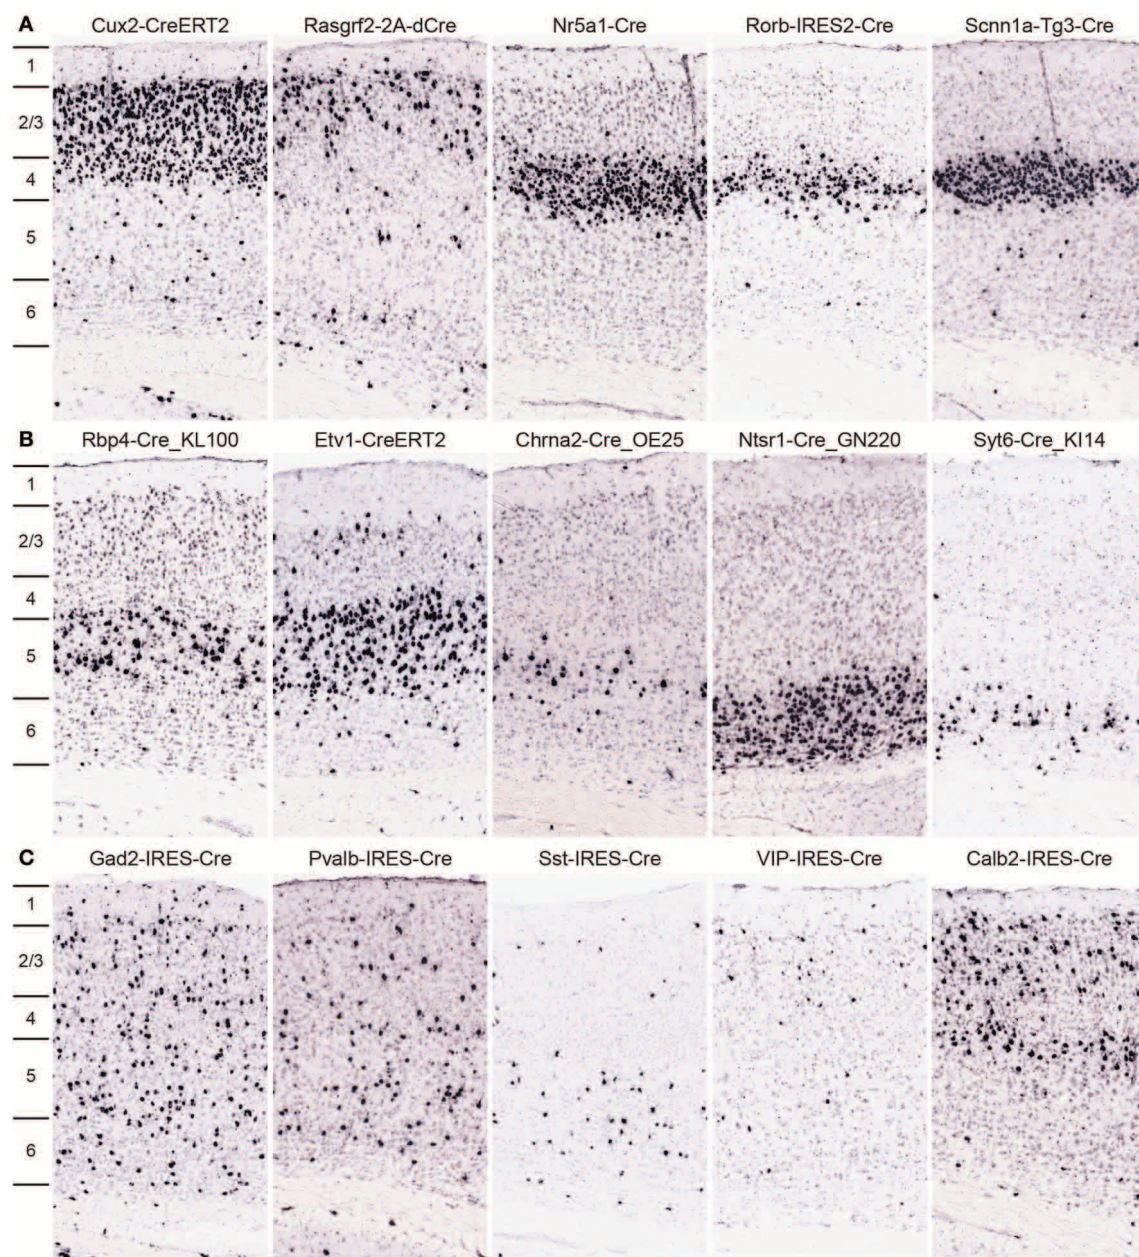 A
Cux2-CreERT2 Rasgrf2-2A-dCre Nr5a1-Cre Rorb-IRES2-Cre Scnn1a-Tg3-Cre
1
2/3
4
5
6
B
Rbp4-Cre_KL100 Etv1-CreERT2 Chrna2-Cre_OE25 Ntsr1-Cre_GN220 Syt6-Cre_KI14
1
2/3
4
5
6
C
Gad2-IRES-Cre Pvalb-IRES-Cre Sst-IRES-Cre VIP-IRES-Cre Calb2-IRES-Cre
1
2/3
4
5
6